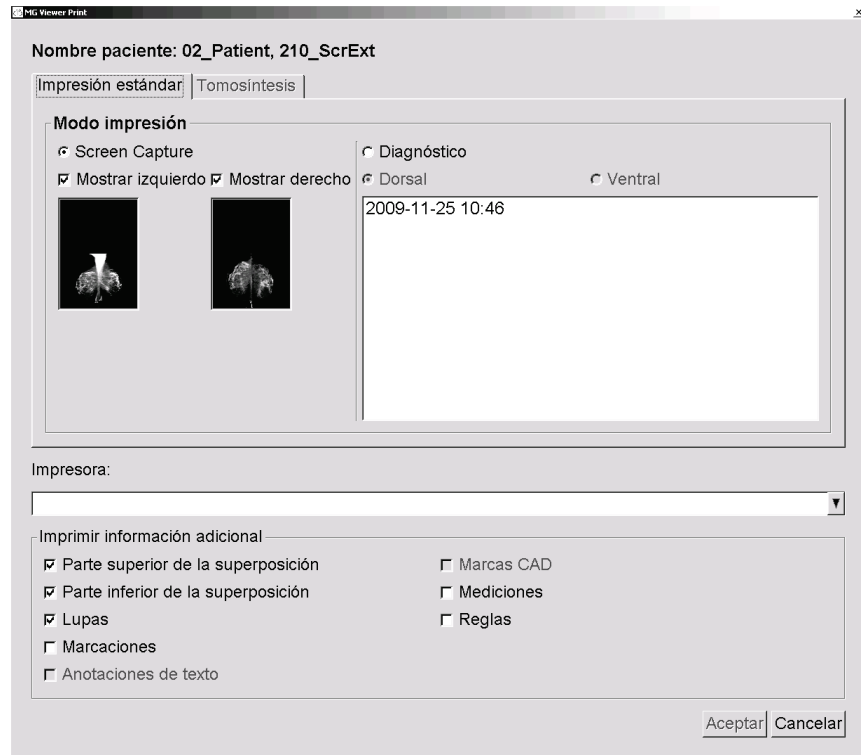 MG Viewer Print
Nombre paciente: 02_Patient, 210_ScrExt
Impresión estándar Tomosíntesis
Modo impresión
Screen Capture
Mostrar izquierdo Mostrar derecho
Diagnóstico
Dorsal Ventral
2009-11-25 10:46
Impresora:
Imprimir información adicional
Parte superior de la superposición
Parte inferior de la superposición
Lupas
Marcaciones
Anotaciones de texto
Marcas CAD
Mediciones
Reglas
Aceptar Cancelar